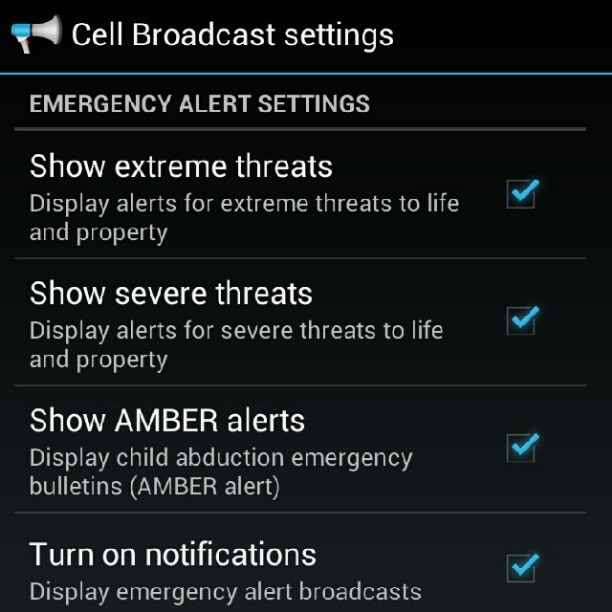 Cell Broadcast settings
EMERGENCY ALERT SETTINGS
Show extreme threats
Display alerts for extreme threats to life
and property
Show severe threats
Display alerts for severe threats to life
and property
Show AMBER alerts
Display child abduction emergency
bulletins (AMBER alert)
Turn on notifications
Display emergency alert broadcasts